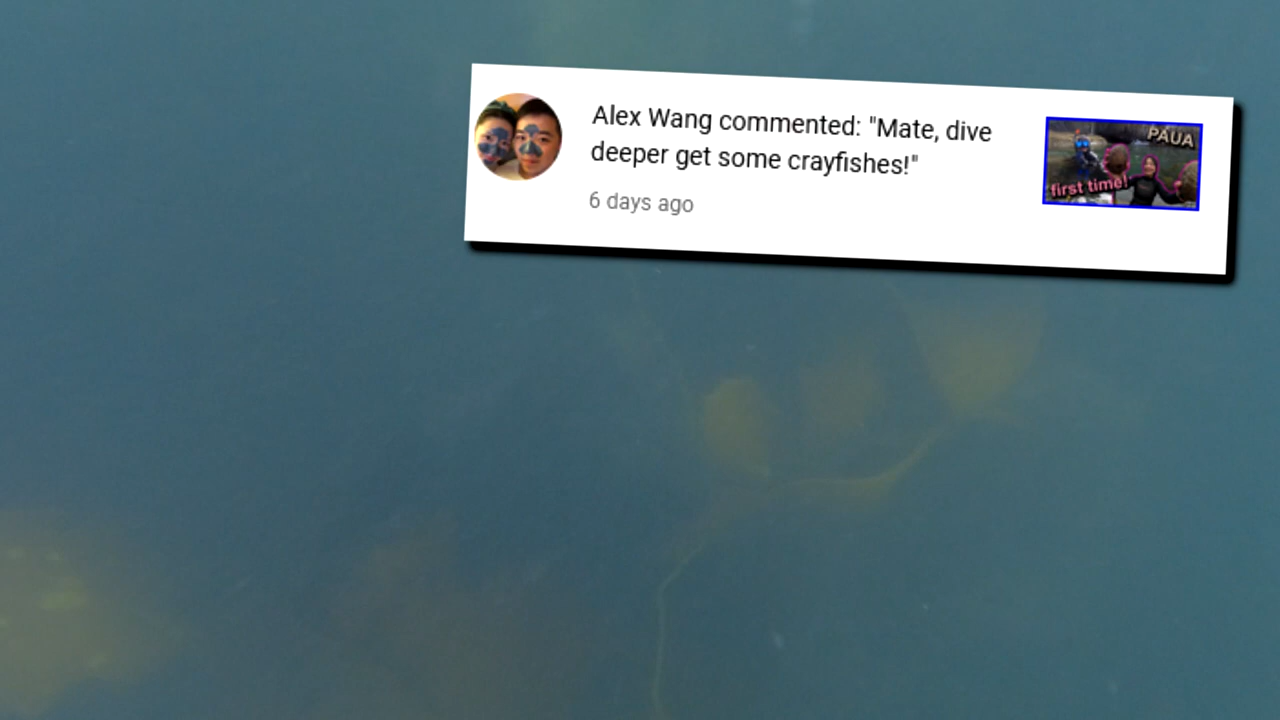 Alex Wang commented: "Mate, dive
deeper get some crayfishes!"
6 days ago
PAUA
first time!